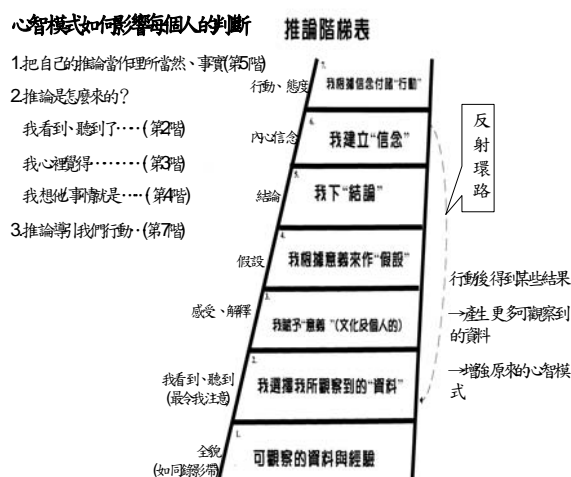 心智模式如何影響每個人的判斷
1.把自己的推論當作理所當然、事實(第5階)
2.推論是怎麼來的？
我看到、聽到了‥‥(第2階)
我心裡覺得‥‥‥‥(第3階)
我想他事情就是‥‥(第4階)
3.推論導引我們行動‥(第7階)
推論階梯表
7.
我根據信念付諸“行動”
行動、態度
6.
我建立“信念”
內心信念
5.
我下“結論”
結論
4.
我根據意義來作“假設”
假設
3.
我賦予“意義”(文化及個人的)
感受、解釋
2.
我選擇我所觀察到的“資料”
我看到、聽到
(最令我注意)
1.
可觀察的資料與經驗
全貌
(如同錄影帶)
反射環路
行動後得到某些結果
→產生更多可觀察到
的資料
→增強原來的心智模
式